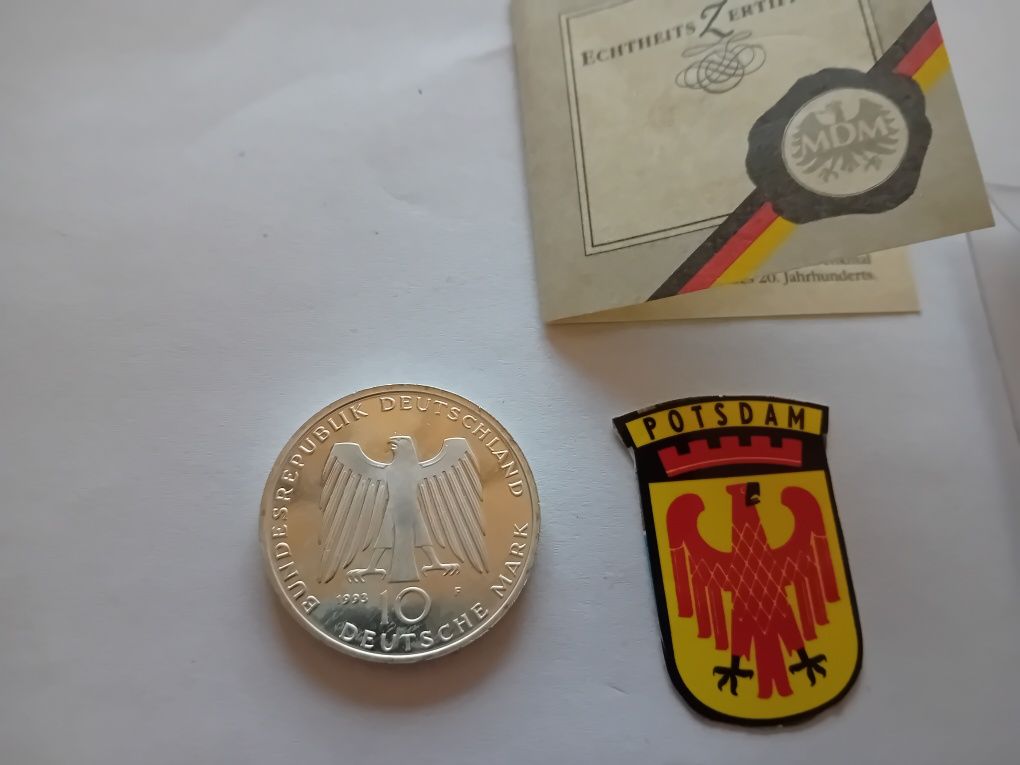 ECHTHEITS
MDM
20. Jahrhunderts.
BUNDESREPUBLIK DEUTSCHLAND
1993 10 F
DEUTSCHE MARK
POTSDAM